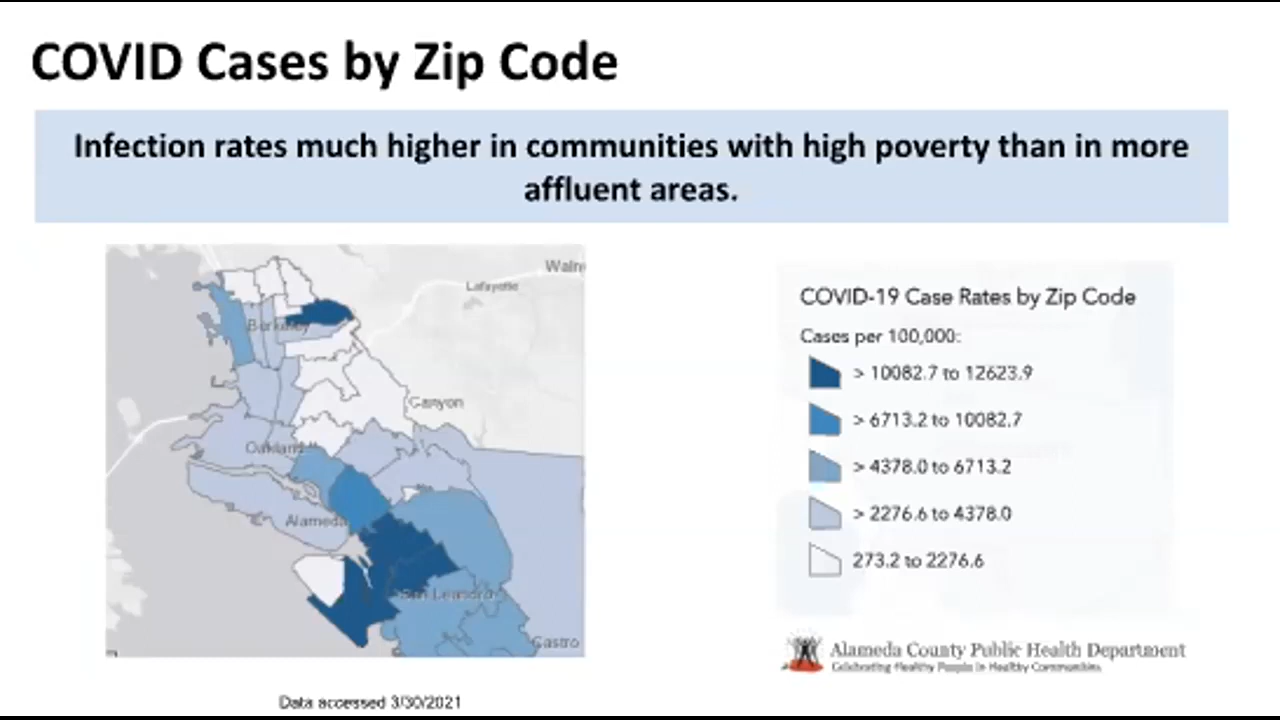 COVID Cases by Zip Code
Infection rates much higher in communities with high poverty than in more
affluent areas.
Walne
Lafayette
Berkeley
Canyon
Oakland
Alameda
San Leandro
Castro
COVID-19 Case Rates by Zip Code
Cases per 100,000:
> 10082.7 to 12623.9
> 6713.2 to 10082.7
> 4378.0 to 6713.2
> 2276.6 to 4378.0
273.2 to 2276.6
Alameda County Public Health Department
Celebrating Healthy People in Healthy Communities
Data accessed 3/30/2021